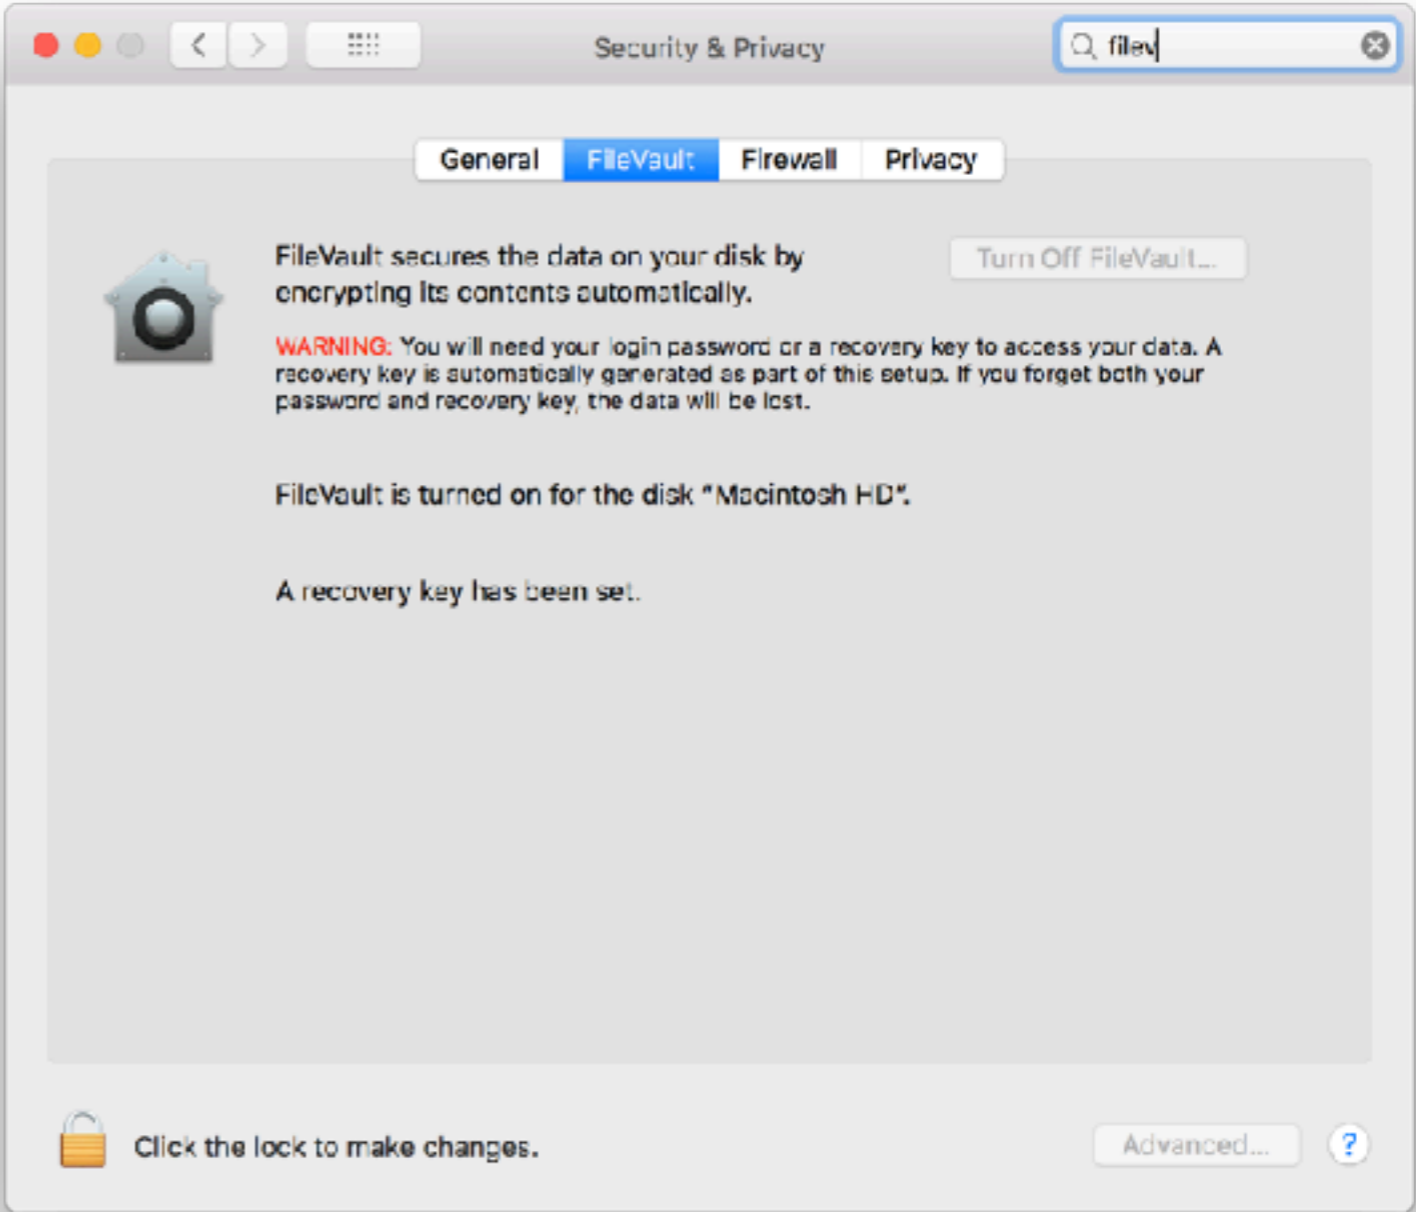 Security & Privacy
filev
General
FileVault
Firewall
Privacy
FileVault secures the data on your disk by
encrypting its contents automatically.
Turn Off FileVault...
WARNING: You will need your login password or a recovery key to access your data. A
recovery key is automatically generated as part of this setup. If you forget both your
password and recovery key, the data will be lost.
FileVault is turned on for the disk “Macintosh HD”.
A recovery key has been set.
Click the lock to make changes.
Advanced...
?